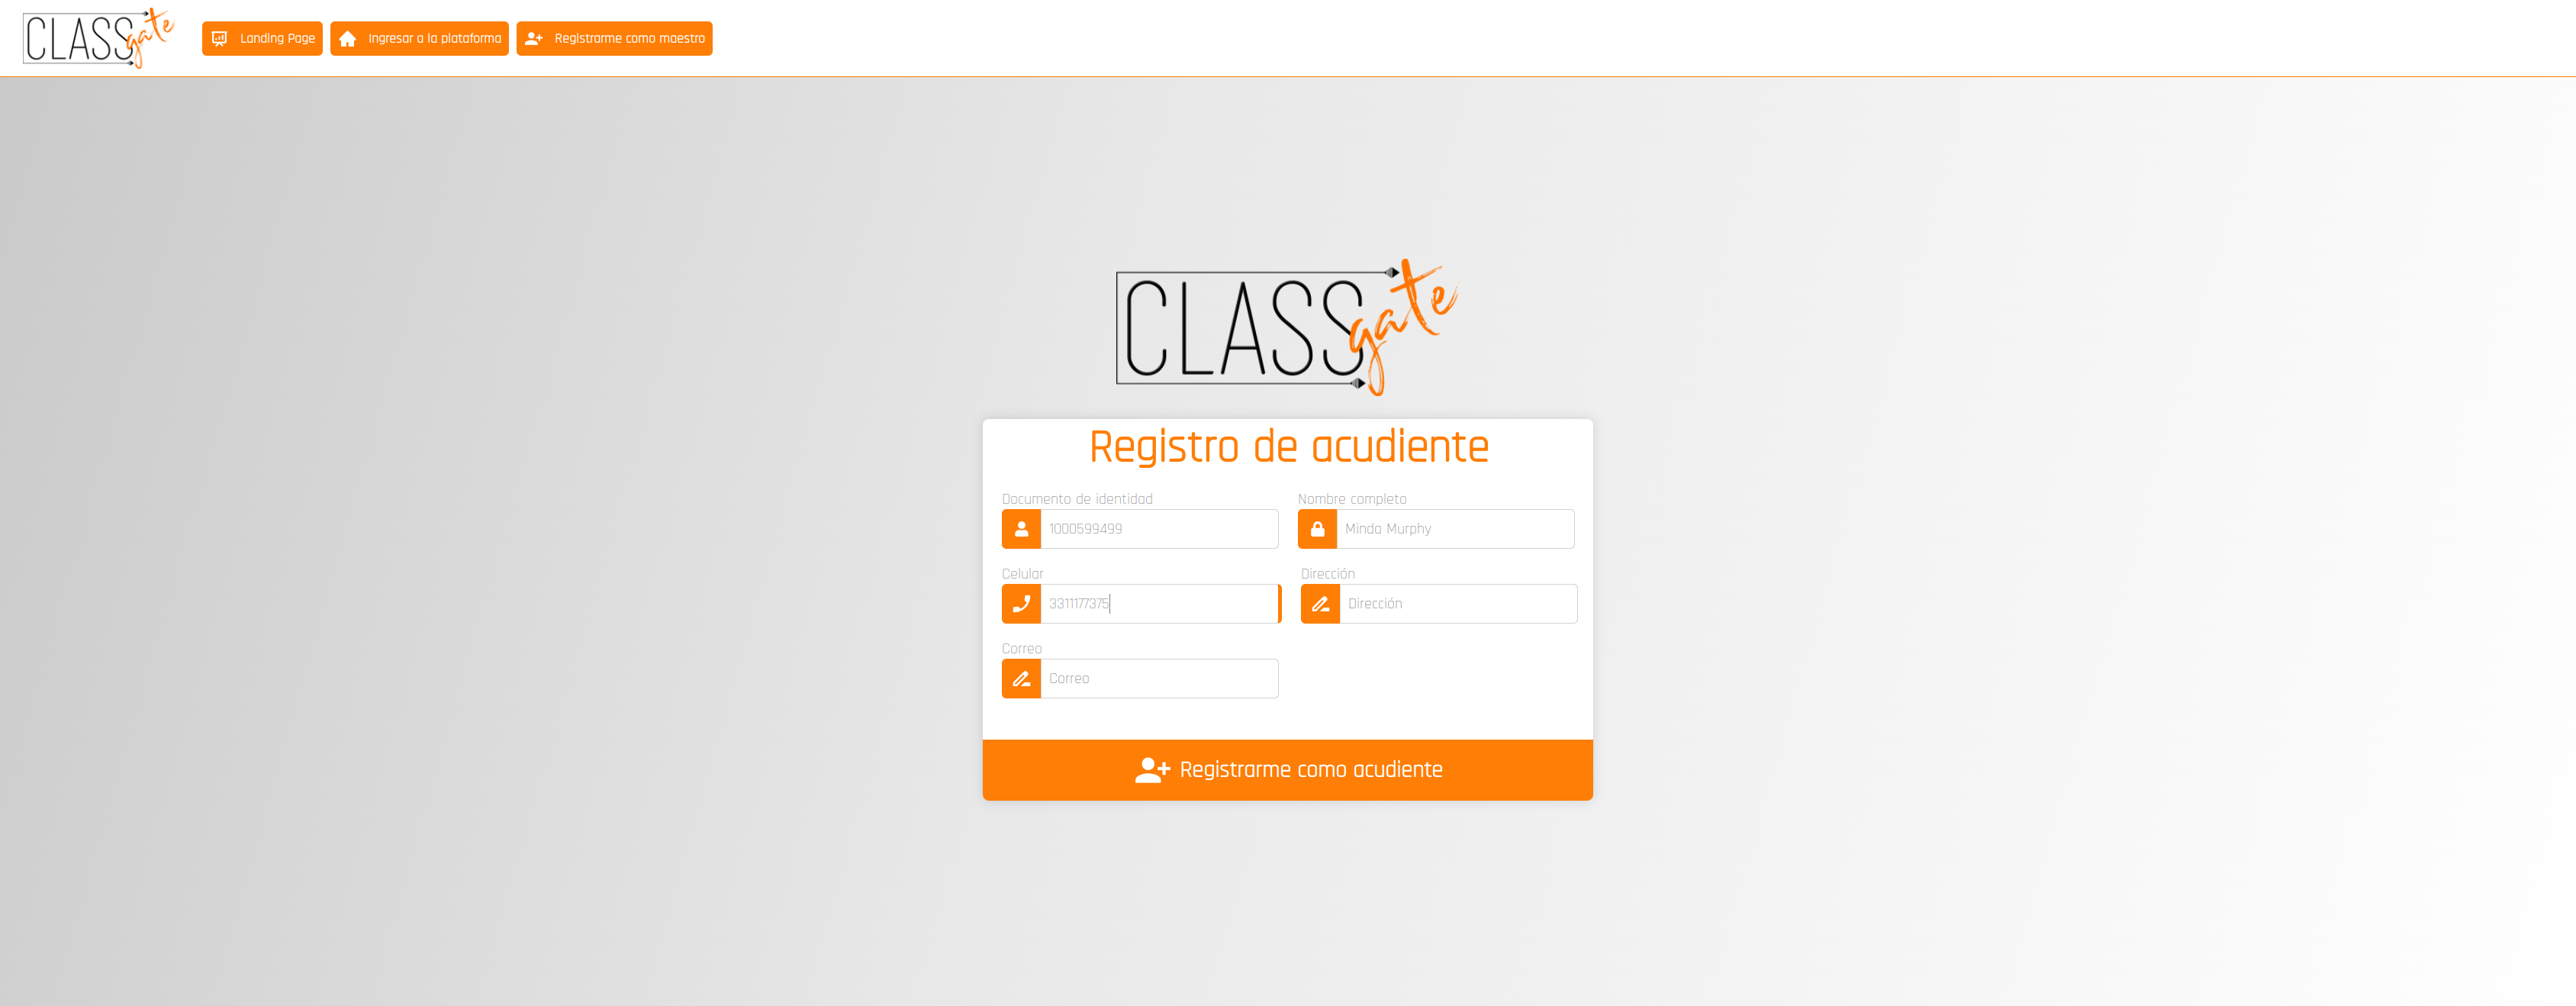 CLASSgate
Landing Page
Ingresar a la plataforma
Registrarme como maestro
CLASSgate
Registro de acudiente
Documento de identidad
1000599499
Nombre completo
Minda Murphy
Celular
3311177375
Dirección
Dirección
Correo
Correo
Registrarme como acudiente